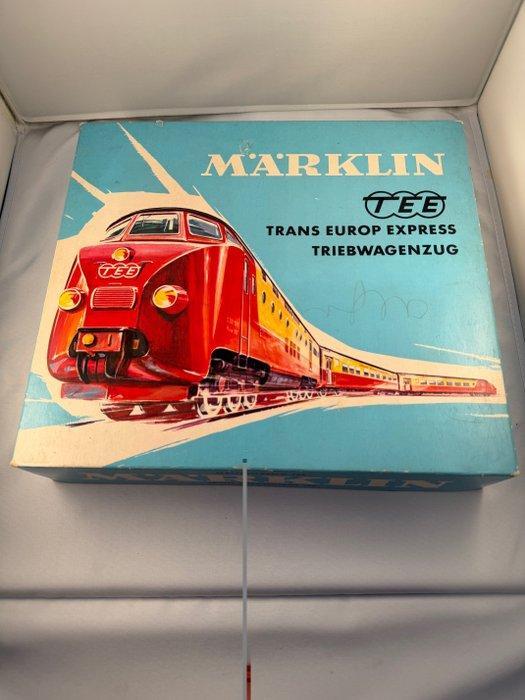 MÄRKLIN
TEE
TRANS EUROP EXPRESS
TRIEBWAGENZUG
TEE
MÄRKLIN